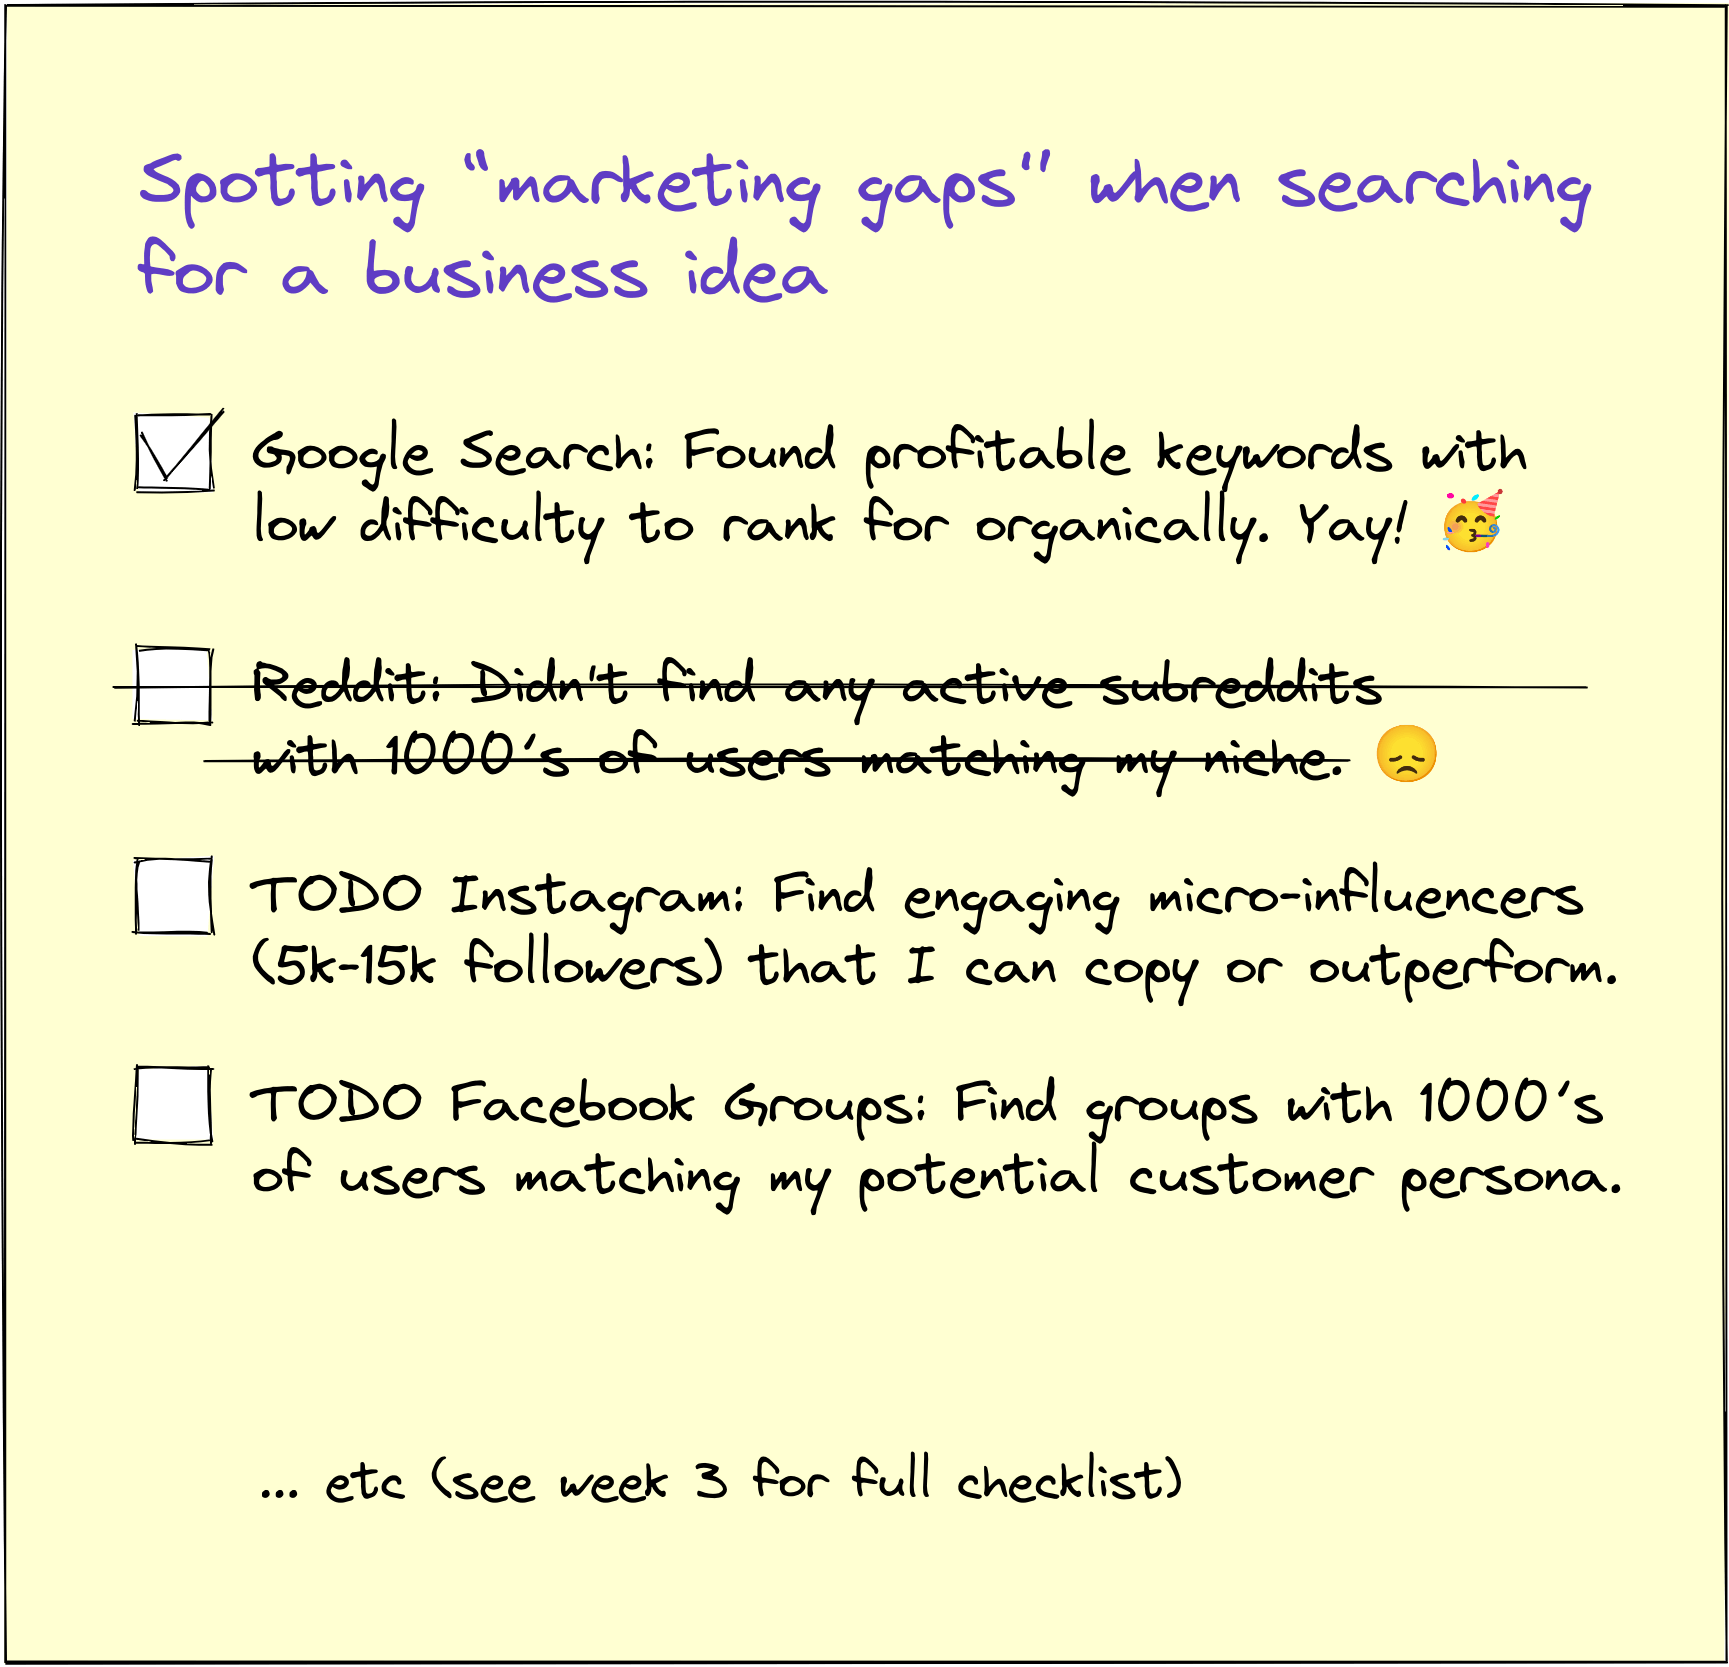 Spotting “marketing gaps” when searching
for a business idea
Google Search: Found profitable keywords with
low difficulty to rank for organically. Yay! 🥳
Reddit: Didn't find any active subreddits
with 1000's of users matching my niche. 😞
TODO Instagram: Find engaging micro-influencers
(5k-15k followers) that I can copy or outperform.
TODO Facebook Groups: Find groups with 1000's
of users matching my potential customer persona.
... etc (see week 3 for full checklist)